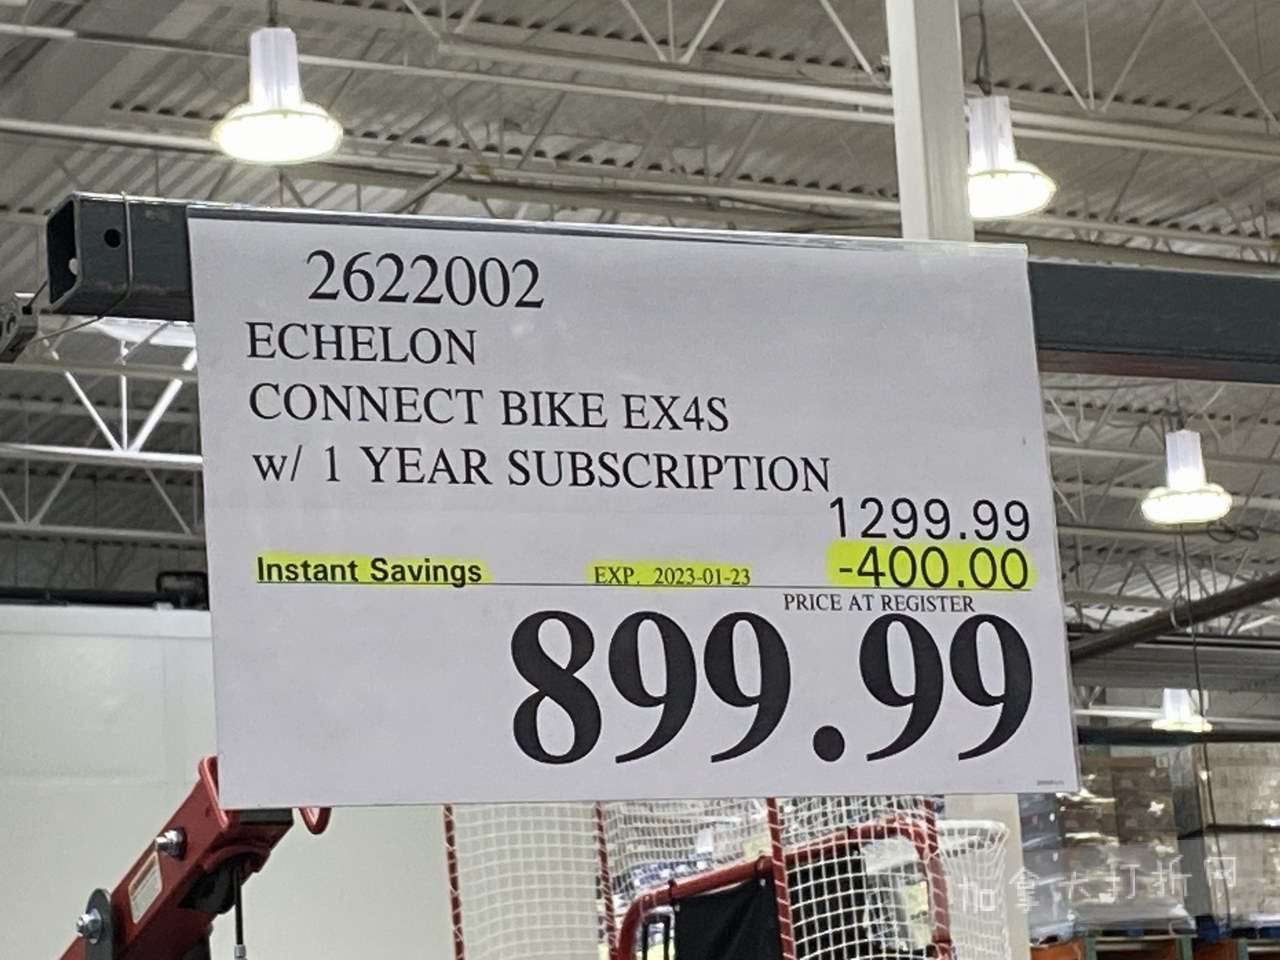 2622002
ECHELON
CONNECT BIKE EX4S
w/ 1 YEAR SUBSCRIPTION
1299.99
Instant Savings EXP. 2023-01-23 -400.00
PRICE AT REGISTER
899.99
加拿大打折网